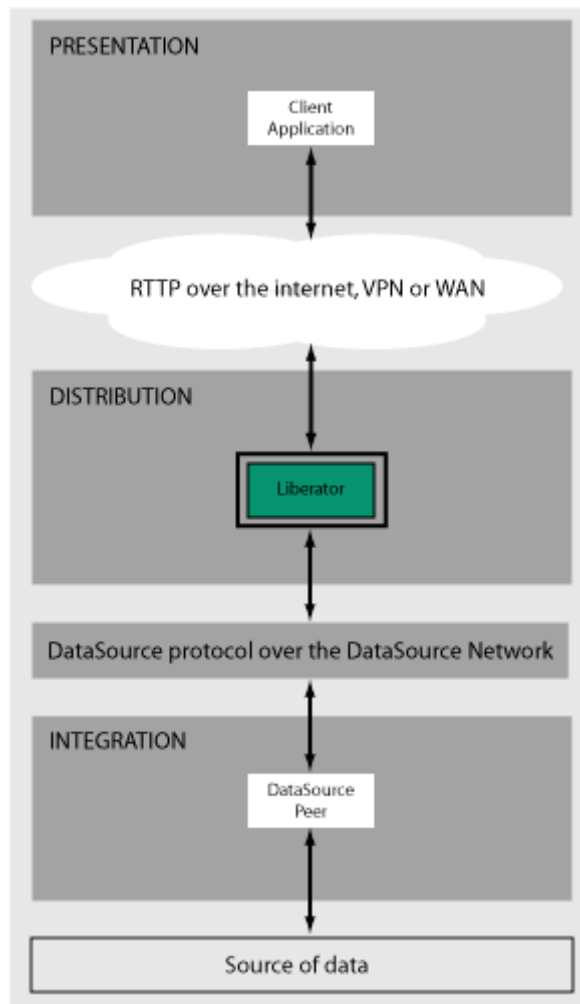 PRESENTATION
Client
Application
RTTP over the internet, VPN or WAN
DISTRIBUTION
Liberator
DataSource protocol over the DataSource Network
INTEGRATION
DataSource
Peer
Source of data